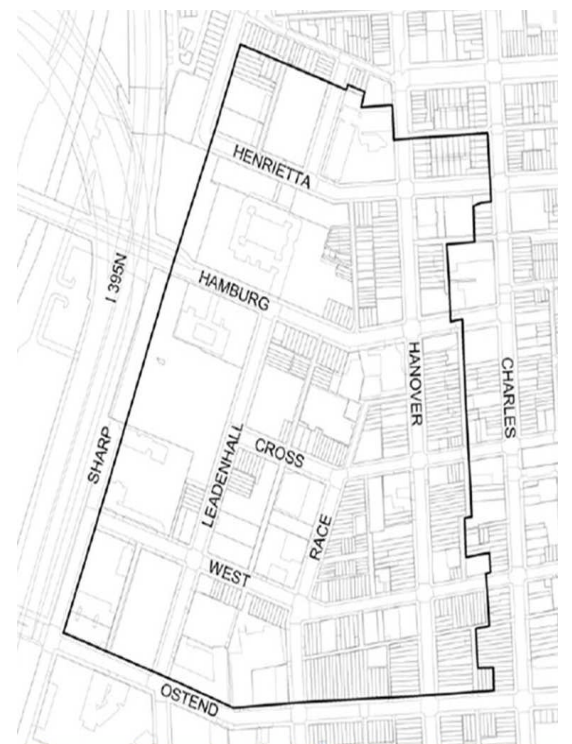 HENRIETTA
I 395N
HAMBURG
HANOVER
CHARLES
SHARP
LEADENHALL
CROSS
RACE
WEST
OSTEND